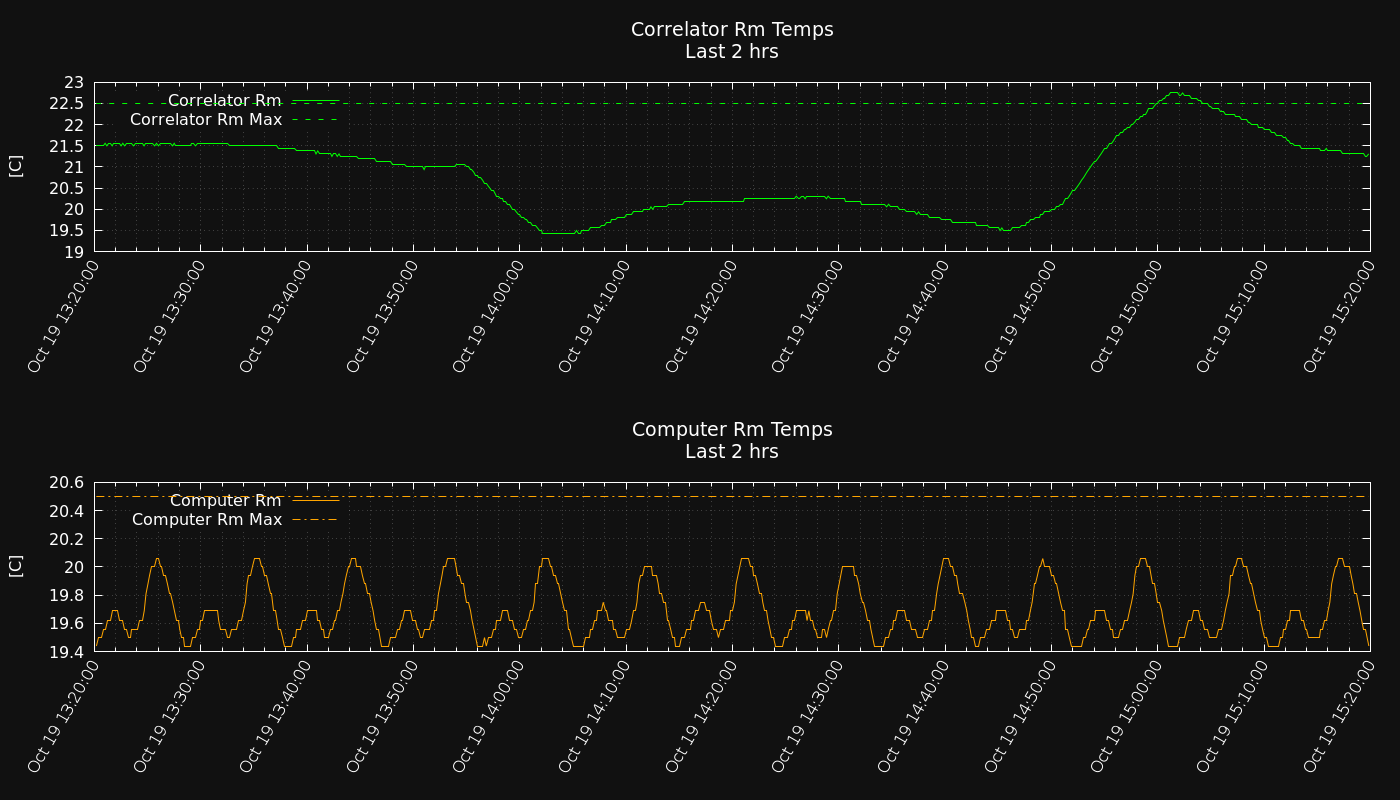 Correlator Rm Temps
Last 2 hrs
23
22.5
22
21.5
21
20.5
20
19.5
19
[C]
Correlator Rm
Correlator Rm Max
Oct 19 13:20:00
Oct 19 13:30:00
Oct 19 13:40:00
Oct 19 13:50:00
Oct 19 14:00:00
Oct 19 14:10:00
Oct 19 14:20:00
Oct 19 14:30:00
Oct 19 14:40:00
Oct 19 14:50:00
Oct 19 15:00:00
Oct 19 15:10:00
Oct 19 15:20:00
Computer Rm Temps
Last 2 hrs
20.6
20.4
20.2
20
19.8
19.6
19.4
[C]
Computer Rm
Computer Rm Max
Oct 19 13:20:00
Oct 19 13:30:00
Oct 19 13:40:00
Oct 19 13:50:00
Oct 19 14:00:00
Oct 19 14:10:00
Oct 19 14:20:00
Oct 19 14:30:00
Oct 19 14:40:00
Oct 19 14:50:00
Oct 19 15:00:00
Oct 19 15:10:00
Oct 19 15:20:00